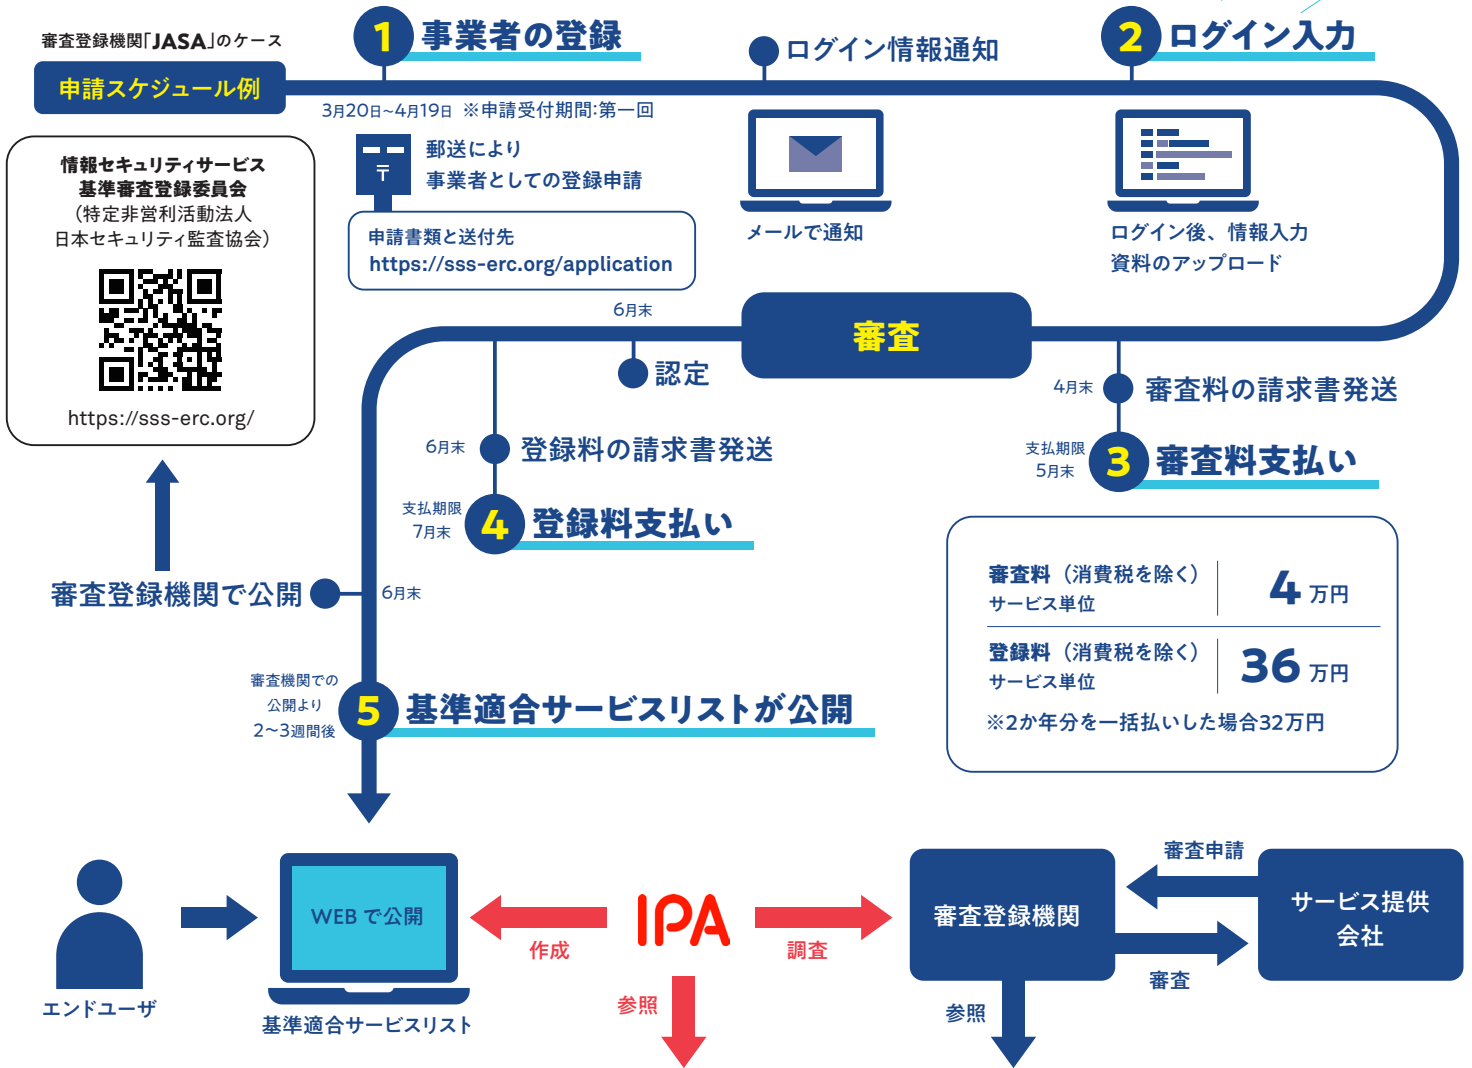 審査登録機関「JASA」のケース
申請スケジュール例
1 事業者の登録
3月20日～4月19日 ※申請受付期間:第一回
〒
郵送により
事業者としての登録申請
申請書類と送付先
https://sss-erc.org/application
ログイン情報通知
メールで通知
2 ログイン入力
ログイン後、情報入力
資料のアップロード
情報セキュリティサービス
基準審査登録委員会
（特定非営利活動法人
日本セキュリティ監査協会）
https://sss-erc.org/
4月末 審査料の請求書発送
支払期限
5月末
3 審査料支払い
審査
6月末
認定
6月末 登録料の請求書発送
支払期限
7月末
4 登録料支払い
審査登録機関で公開
6月末
審査機関での
公開より
2～3週間後
5 基準適合サービスリストが公開
審査料（消費税を除く）
サービス単位
4万円
登録料（消費税を除く）
サービス単位
36万円
※2か年分を一括払いした場合32万円
エンドユーザ
WEB で公開
基準適合サービスリスト
作成
IPA
調査
参照
審査登録機関
参照
審査申請
審査
サービス提供
会社